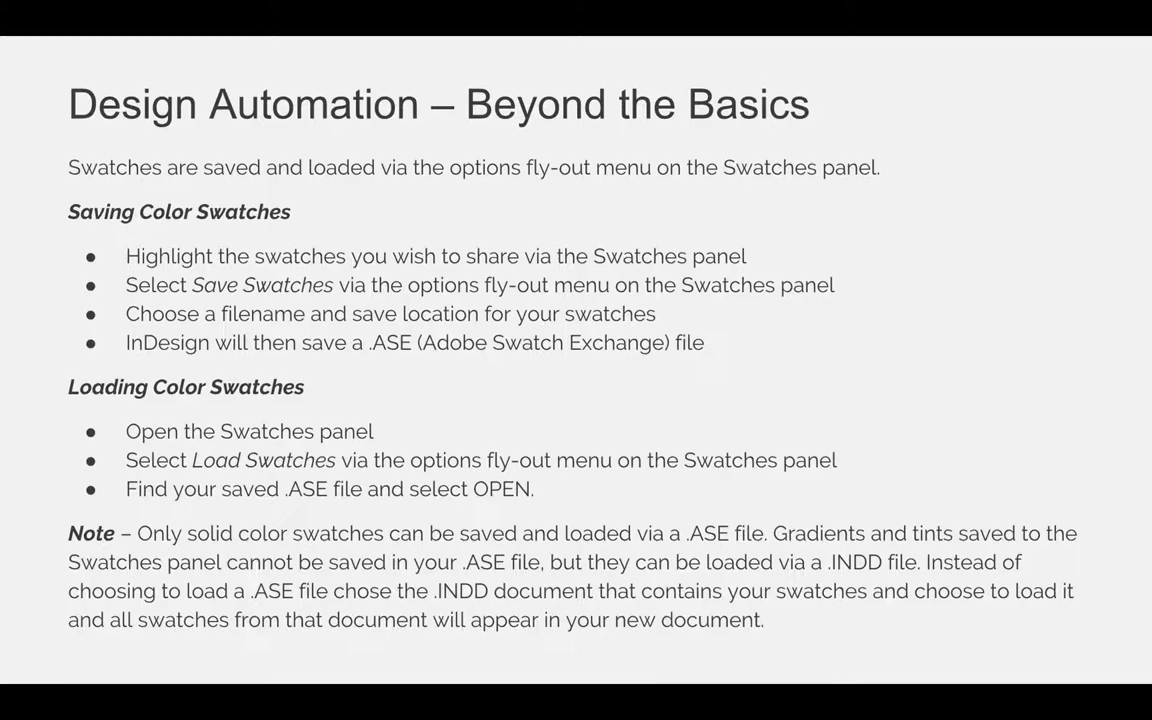 Design Automation – Beyond the Basics
Swatches are saved and loaded via the options fly-out menu on the Swatches panel.
Saving Color Swatches
● Highlight the swatches you wish to share via the Swatches panel
● Select Save Swatches via the options fly-out menu on the Swatches panel
● Choose a filename and save location for your swatches
● InDesign will then save a .ASE (Adobe Swatch Exchange) file
Loading Color Swatches
● Open the Swatches panel
● Select Load Swatches via the options fly-out menu on the Swatches panel
● Find your saved .ASE file and select OPEN.
Note – Only solid color swatches can be saved and loaded via a .ASE file. Gradients and tints saved to the
Swatches panel cannot be saved in your .ASE file, but they can be loaded via a .INDD file. Instead of
choosing to load a .ASE file chose the .INDD document that contains your swatches and choose to load it
and all swatches from that document will appear in your new document.